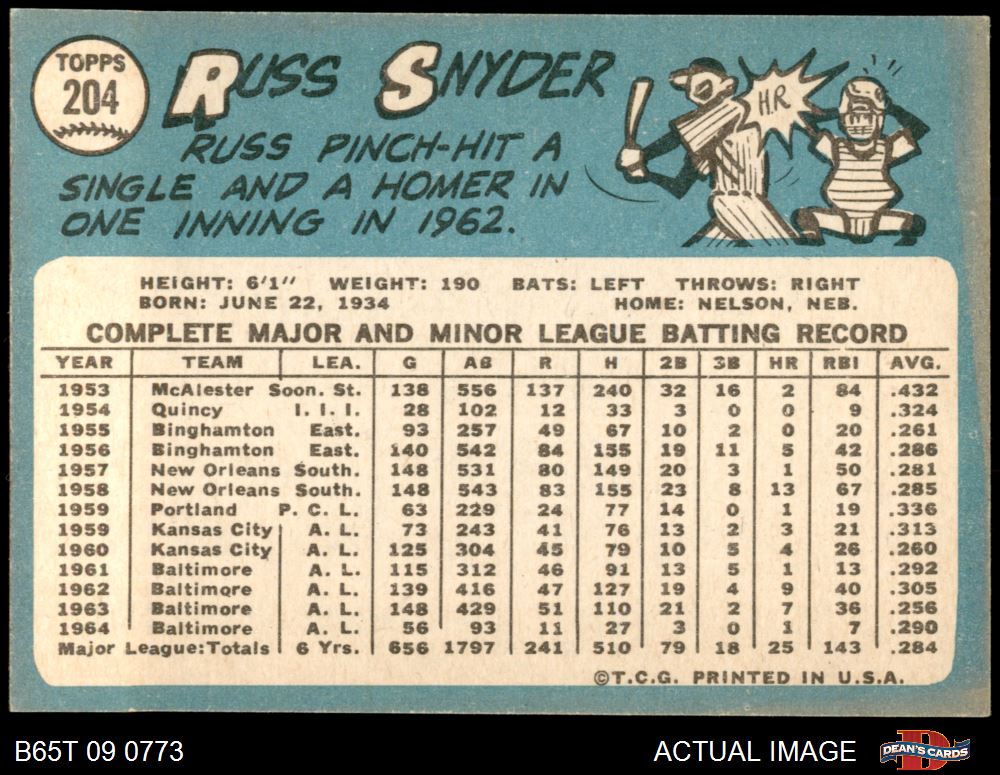 TOPPS
204
RUSS SNYDER
RUSS PINCH-HIT A
SINGLE AND A HOMER IN
ONE INNING IN 1962.
HR
HEIGHT: 6'1" WEIGHT: 190 BATS: LEFT THROWS: RIGHT
BORN: JUNE 22, 1934 HOME: NELSON, NEB.
COMPLETE MAJOR AND MINOR LEAGUE BATTING RECORD
YEAR TEAM LEA. G AB R H 2B 3B HR RBI AVG.
1953 McAlester Soon. St. 138 556 137 240 32 16 2 84 .432
1954 Quincy I. I. I. 28 102 12 33 3 0 0 9 .324
1955 Binghamton East. 93 257 49 67 10 2 0 20 .261
1956 Binghamton East. 140 542 84 155 19 11 5 42 .286
1957 New Orleans South. 148 531 80 149 20 3 1 50 .281
1958 New Orleans South. 148 543 83 155 23 8 13 67 .285
1959 Portland P. C. L. 63 229 24 77 14 0 1 19 .336
1959 Kansas City A. L. 73 243 41 76 13 2 3 21 .313
1960 Kansas City A. L. 125 304 45 79 10 5 4 26 .260
1961 Baltimore A. L. 115 312 46 91 13 5 1 13 .292
1962 Baltimore A. L. 139 416 47 127 19 4 9 40 .305
1963 Baltimore A. L. 148 429 51 110 21 2 7 36 .256
1964 Baltimore A. L. 56 93 11 27 3 0 1 7 .290
Major League Totals 6 Yrs. 656 1797 241 510 79 18 25 143 .284
©T.C.G. PRINTED IN U.S.A.
B65T 09 0773 ACTUAL IMAGE DEAN'S CARDS